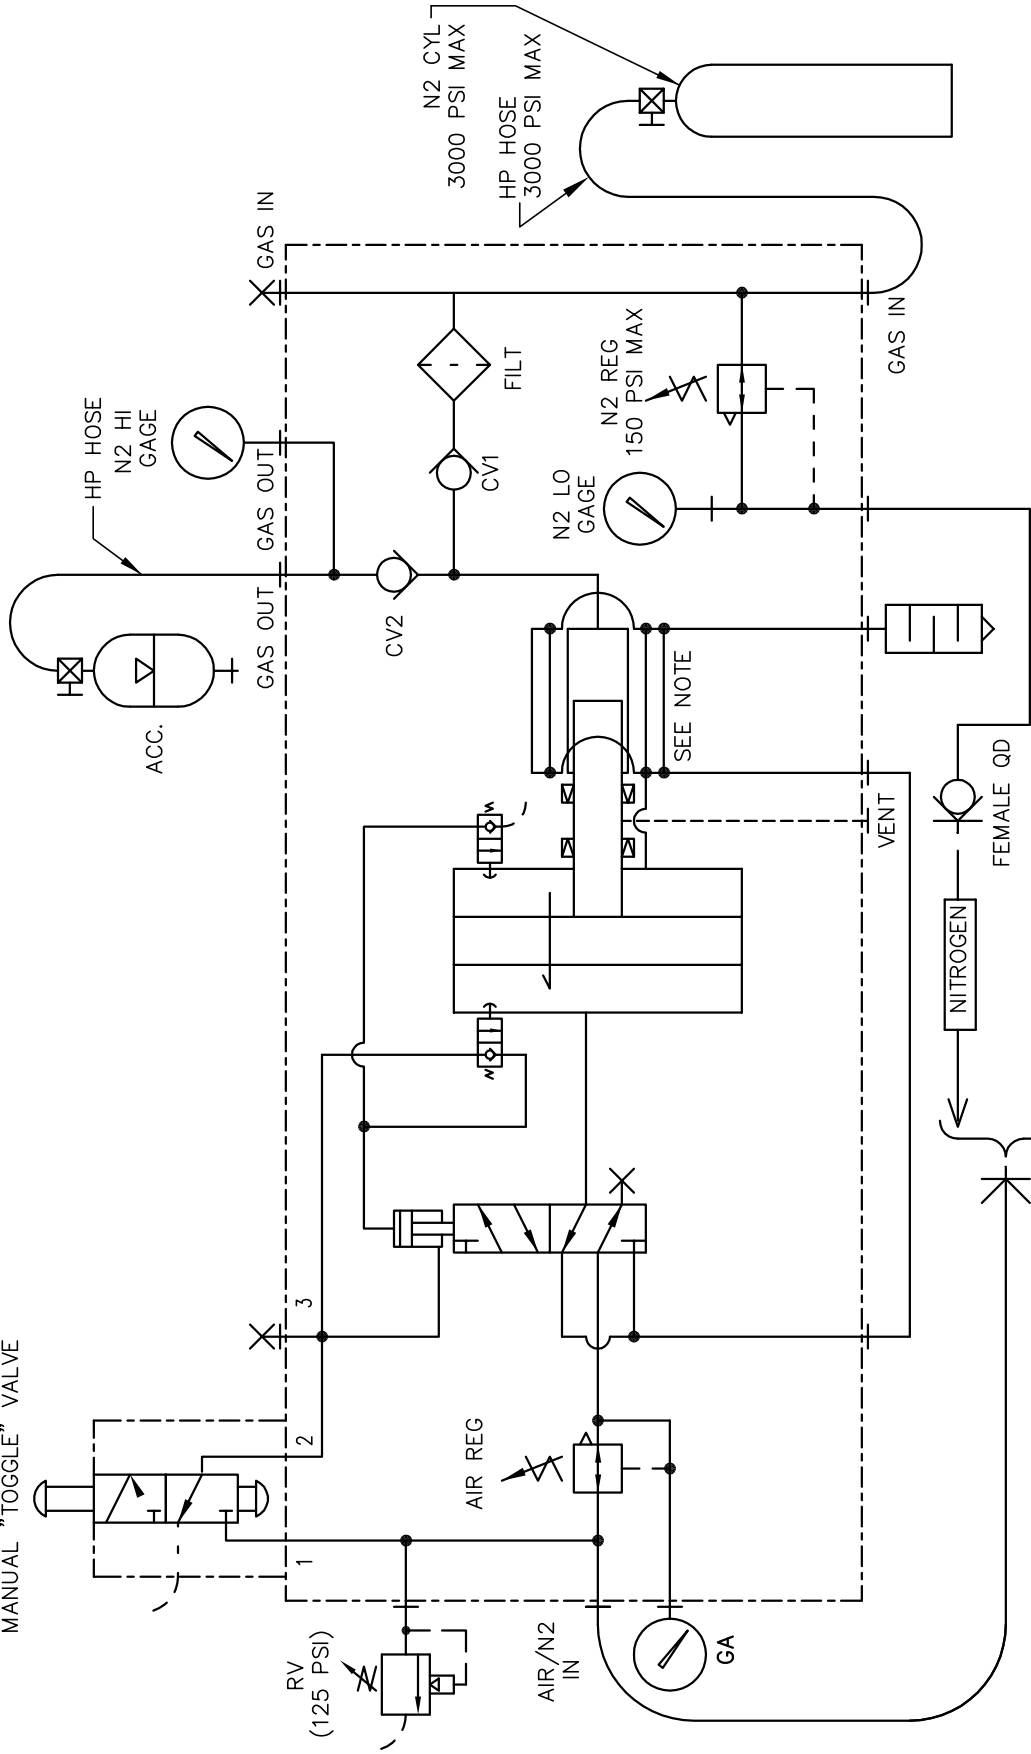 MANUAL "TOGGLE" VALVE
ACC.
HP HOSE
N2 HI
GAGE
GAS OUT
GAS OUT
GAS IN
N2 CYL
3000 PSI MAX
HP HOSE
3000 PSI MAX
1
2
3
RV
(125 PSI)
CV2
CV1
FILT
AIR REG
AIR/N2
IN
GA
SEE NOTE
N2 LO
GAGE
N2 REG
150 PSI MAX
GAS IN
VENT
NITROGEN
FEMALE QD